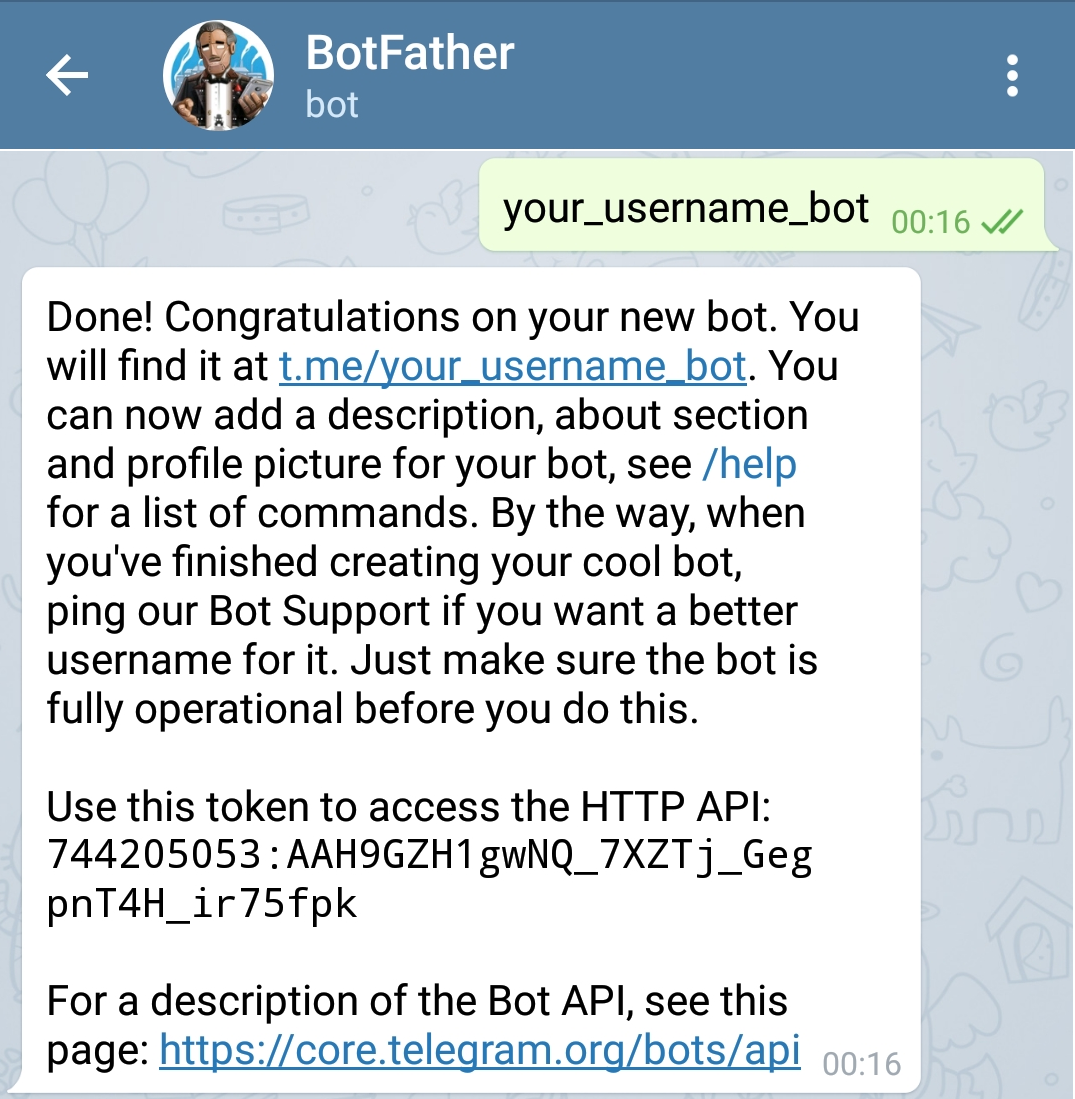 BotFather
bot
your_username_bot 00:16
Done! Congratulations on your new bot. You
will find it at t.me/your_username_bot. You
can now add a description, about section
and profile picture for your bot, see /help
for a list of commands. By the way, when
you've finished creating your cool bot,
ping our Bot Support if you want a better
username for it. Just make sure the bot is
fully operational before you do this.
Use this token to access the HTTP API:
744205053:AAH9GZH1gwNQ_7XZTj_Geg
pnT4H_ir75fpk
For a description of the Bot API, see this
page: https://core.telegram.org/bots/api 00:16